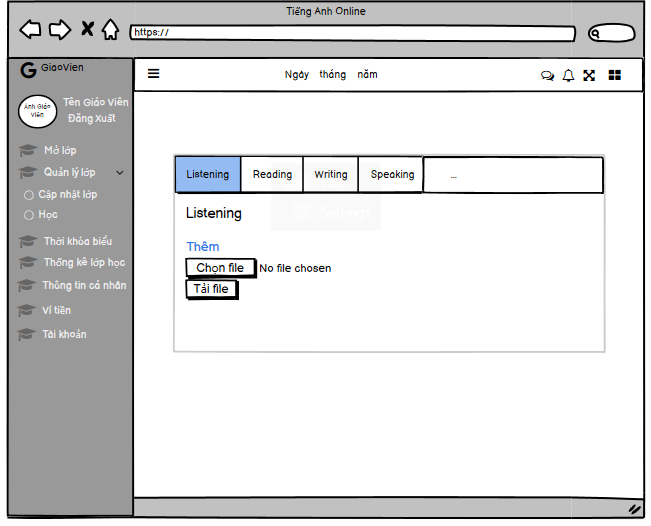 Tiếng Anh Online
https://
GiaoVien
Ngày tháng năm
Ảnh Giáo Viên
Tên Giáo Viên
Đăng Xuất
Mở lớp
Quản lý lớp
Cập nhật lớp
Học
Thời khóa biểu
Thống kê lớp học
Thông tin cá nhân
Ví tiền
Tài khoản
Listening Reading Writing Speaking ...
Listening
Settings
Thêm
Chọn file No file chosen
Tải file